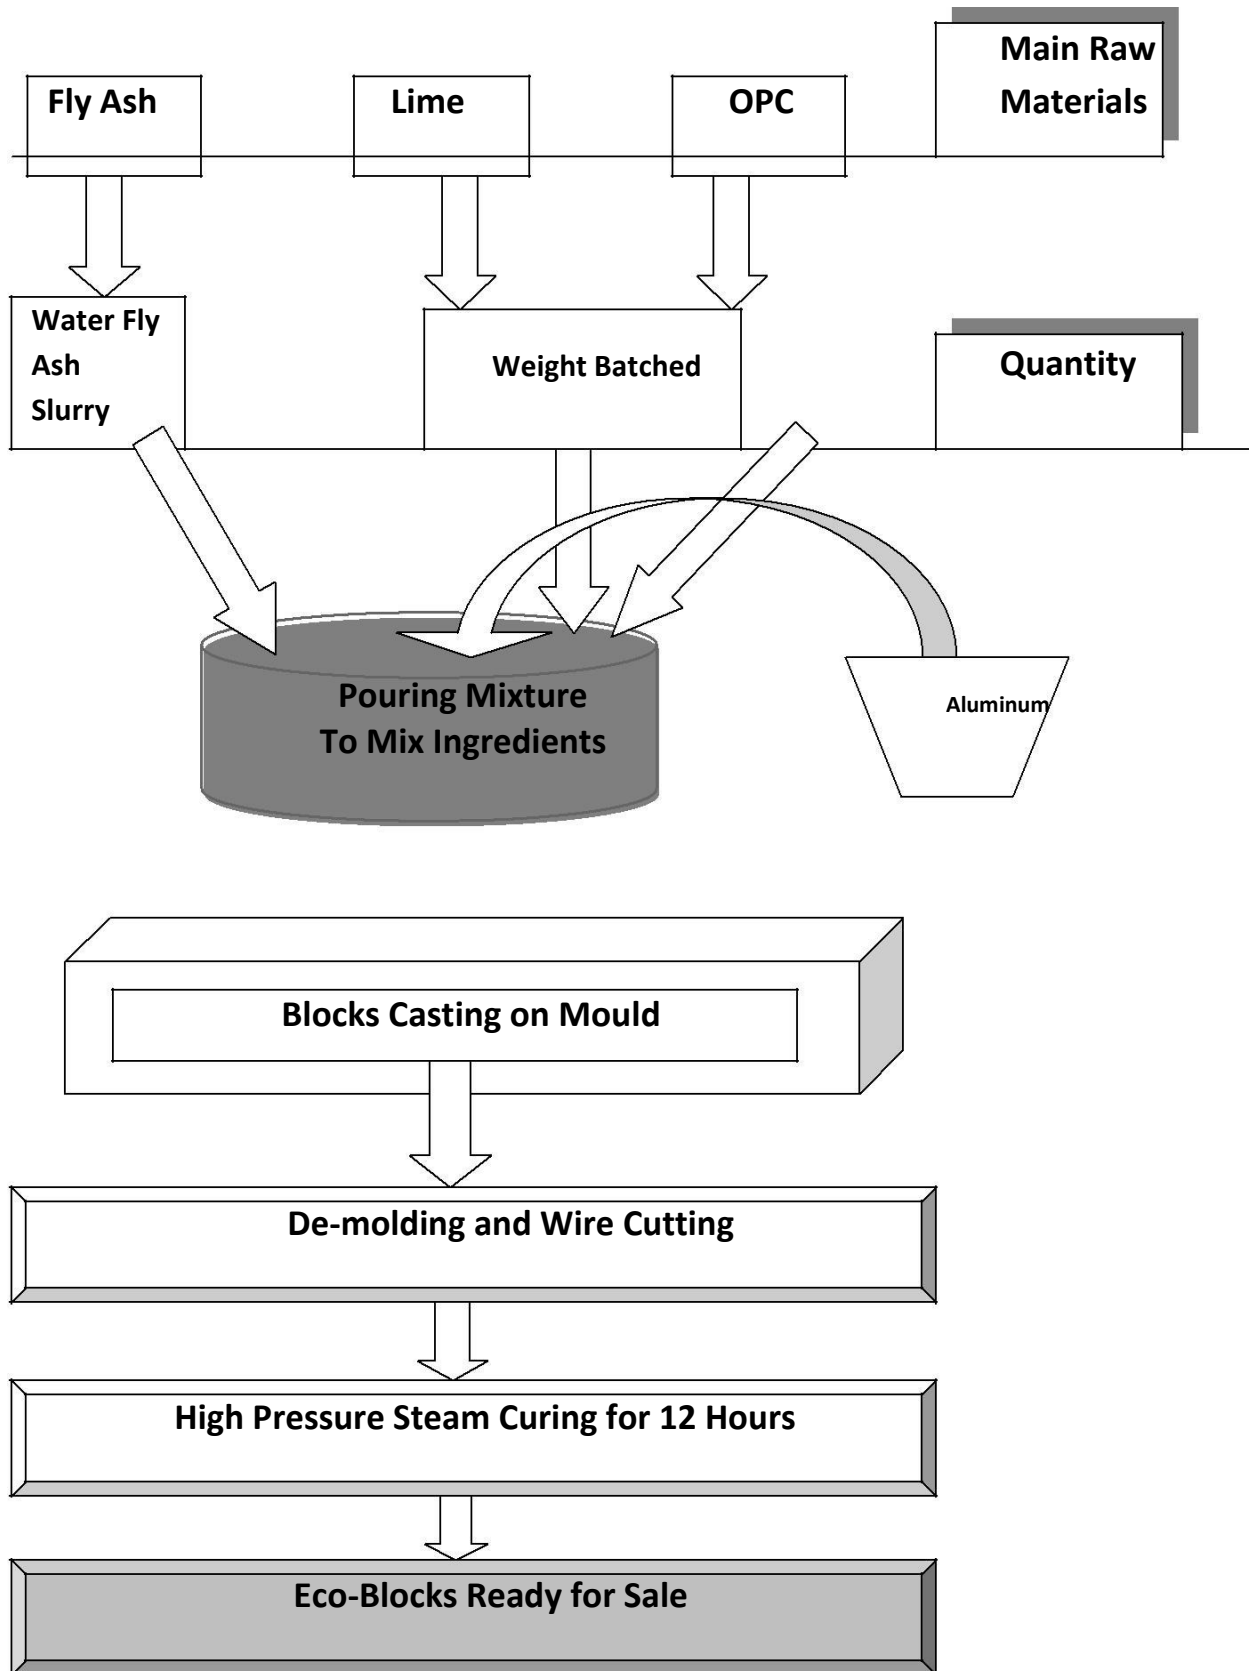 Fly Ash
Lime
OPC
Main Raw
Materials
Water Fly
Ash
Slurry
Weight Batched
Quantity
Aluminum
Pouring Mixture
To Mix Ingredients
Blocks Casting on Mould
De-molding and Wire Cutting
High Pressure Steam Curing for 12 Hours
Eco-Blocks Ready for Sale